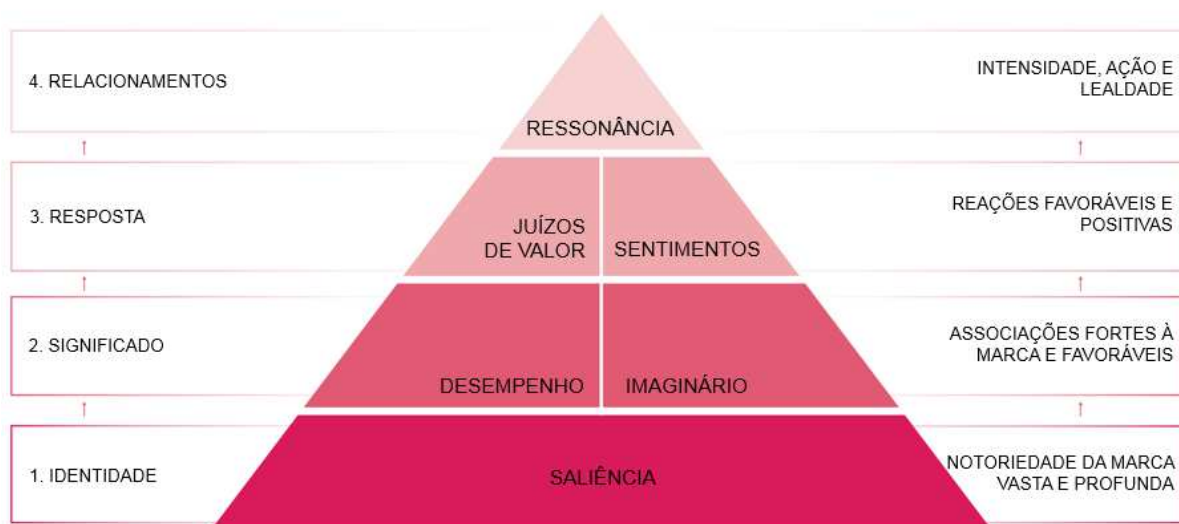 4. RELACIONAMENTOS
RESSONÂNCIA
INTENSIDADE, AÇÃO E
LEALDADE
3. RESPOSTA
JUÍZOS
DE VALOR
SENTIMENTOS
REAÇÕES FAVORÁVEIS E
POSITIVAS
2. SIGNIFICADO
DESEMPENHO
IMAGINÁRIO
ASSOCIAÇÕES FORTES À
MARCA E FAVORÁVEIS
1. IDENTIDADE
SALIÊNCIA
NOTORIEDADE DA MARCA
VASTA E PROFUNDA